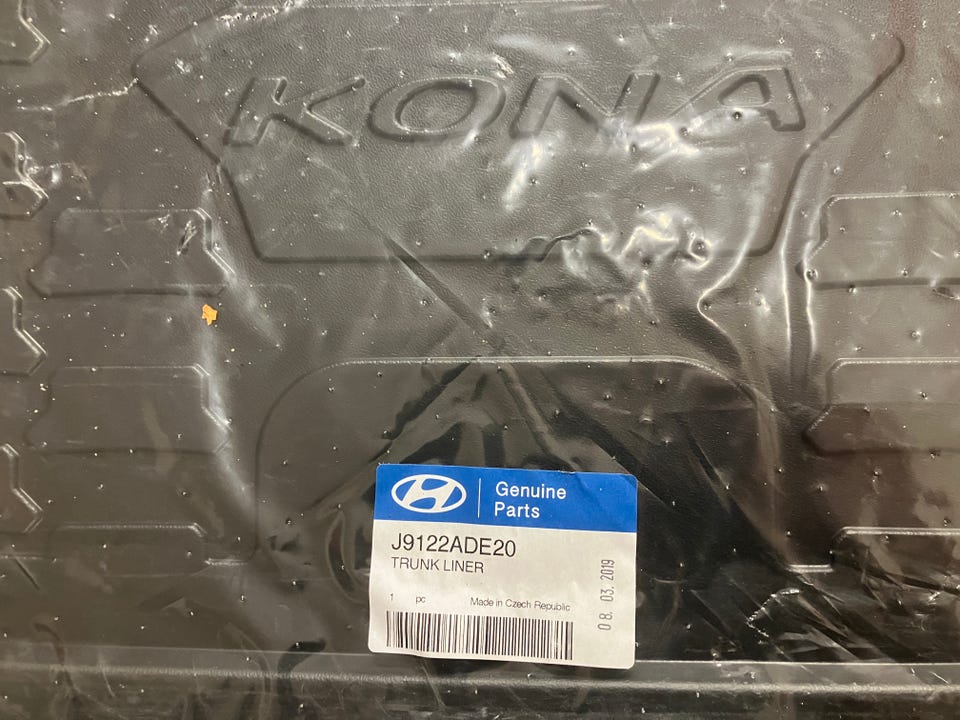 KONA
Genuine
Parts
J9122ADE20
TRUNK LINER
1 pc Made in Czech Republic
08. 03. 2019